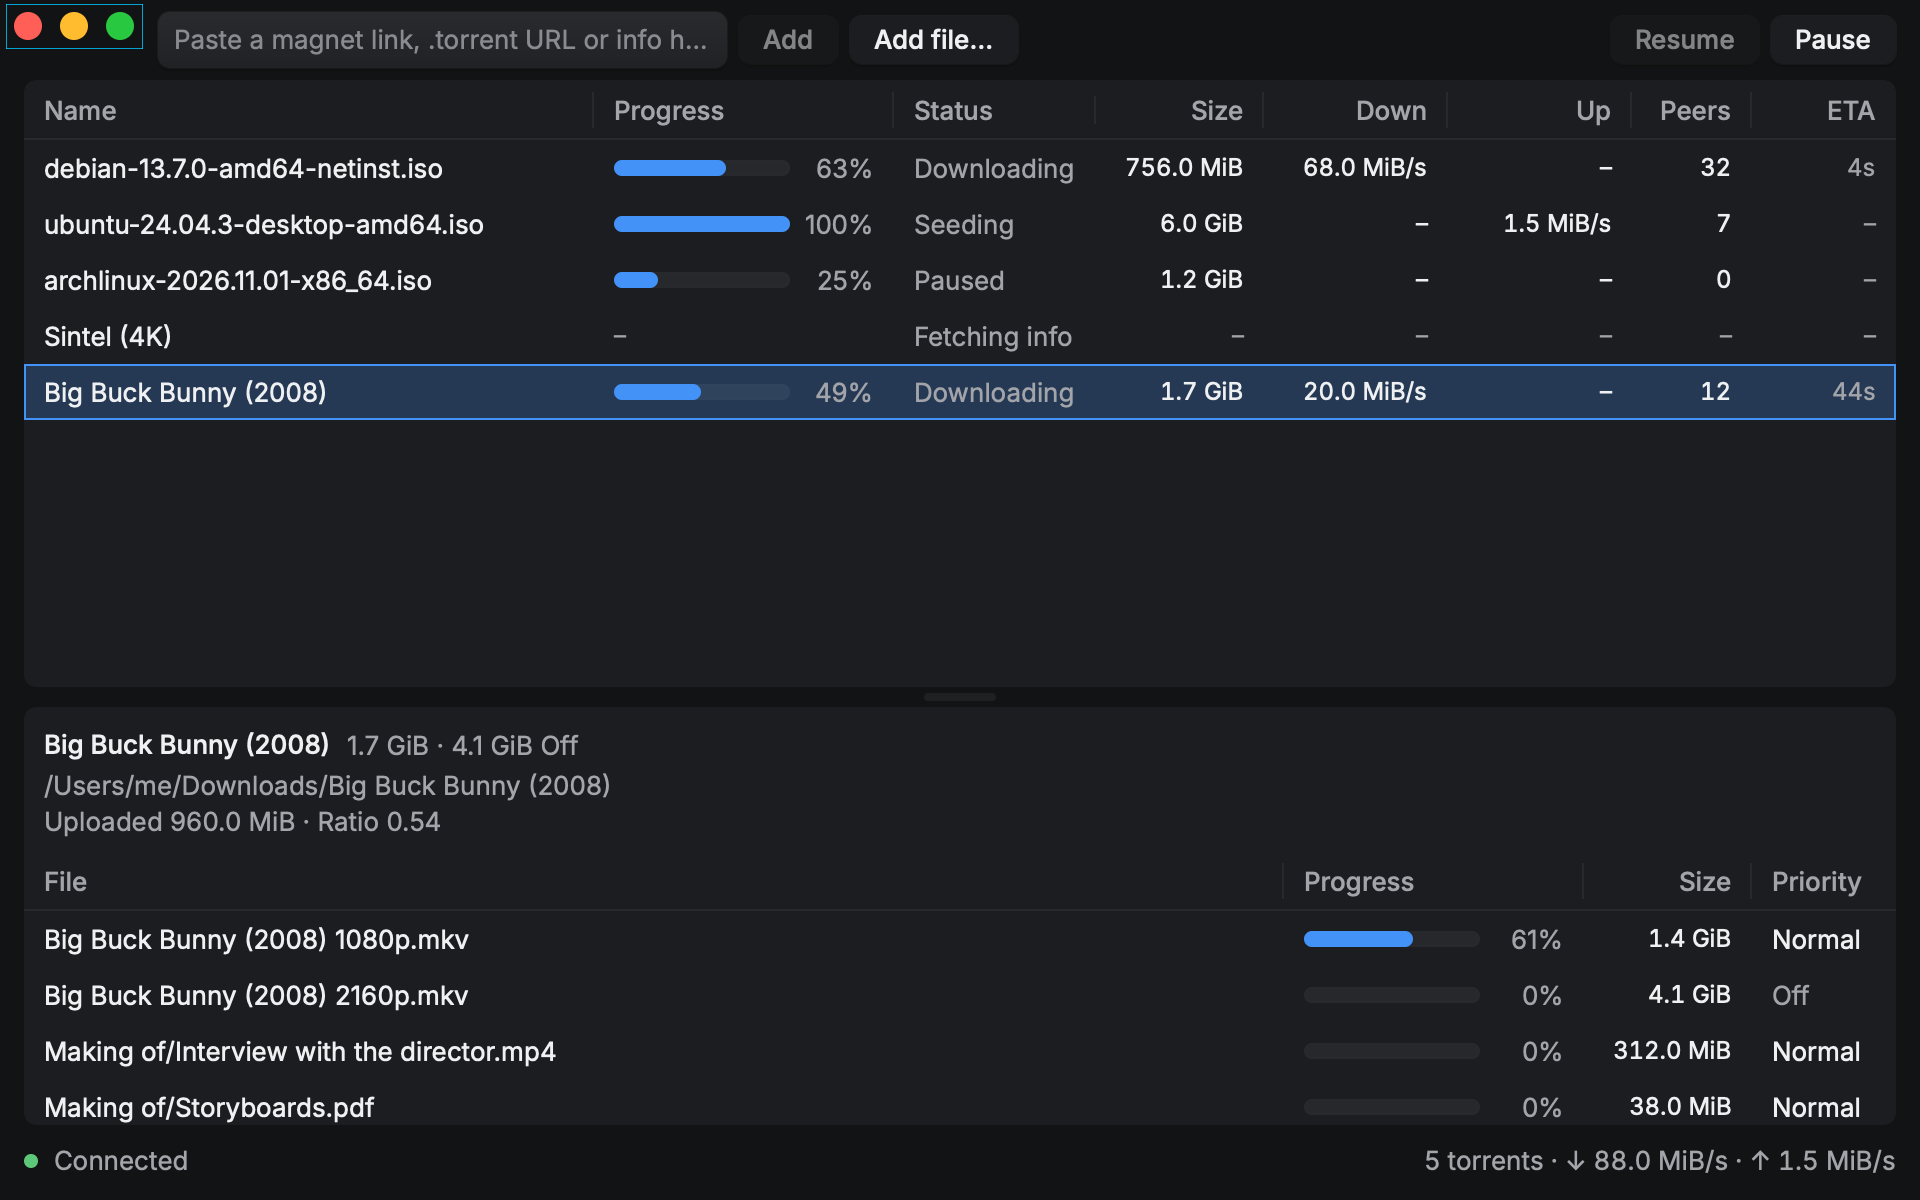 Paste a magnet link, .torrent URL or info h... Add Add file... Resume Pause
Name Progress Status Size Down Up Peers ETA
debian-13.7.0-amd64-netinst.iso 63% Downloading 756.0 MiB 68.0 MiB/s – 32 4s
ubuntu-24.04.3-desktop-amd64.iso 100% Seeding 6.0 GiB – 1.5 MiB/s 7 –
archlinux-2026.11.01-x86_64.iso 25% Paused 1.2 GiB – – 0 –
Sintel (4K) – Fetching info – – – – –
Big Buck Bunny (2008) 49% Downloading 1.7 GiB 20.0 MiB/s – 12 44s
Big Buck Bunny (2008) 1.7 GiB · 4.1 GiB Off
/Users/me/Downloads/Big Buck Bunny (2008)
Uploaded 960.0 MiB · Ratio 0.54
File Progress Size Priority
Big Buck Bunny (2008) 1080p.mkv 61% 1.4 GiB Normal
Big Buck Bunny (2008) 2160p.mkv 0% 4.1 GiB Off
Making of/Interview with the director.mp4 0% 312.0 MiB Normal
Making of/Storyboards.pdf 0% 38.0 MiB Normal
Connected 5 torrents · ↓ 88.0 MiB/s · ↑ 1.5 MiB/s